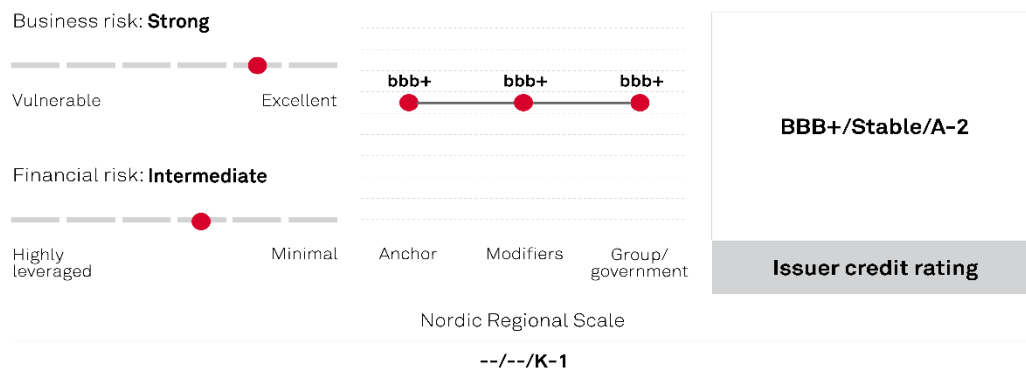 Business risk: Strong
Vulnerable Excellent
Financial risk: Intermediate
Highly
leveraged
Minimal
bbb+ bbb+ bbb+
Anchor Modifiers Group/
government
BBB+/Stable/A-2
Issuer credit rating
Nordic Regional Scale
--/--/K-1